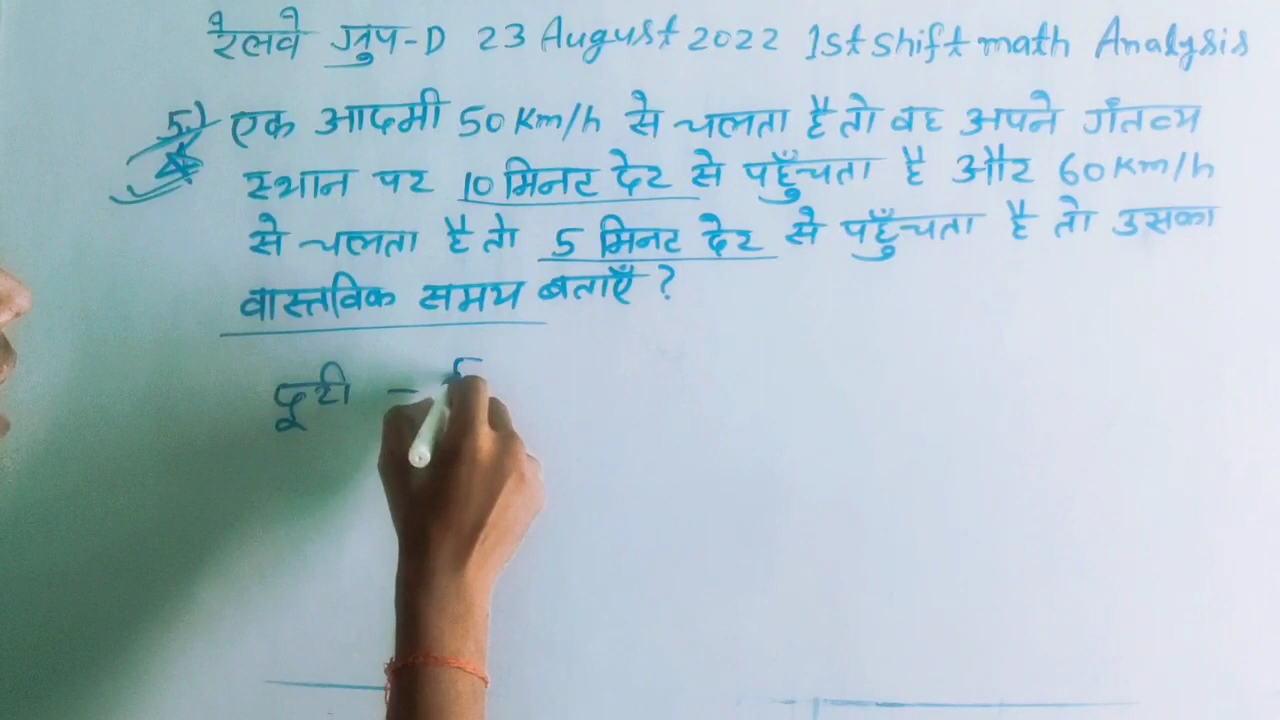 रेलवे ग्रुप-D 23 August 2022 1st shift math Analysis
5.) एक आदमी 50 Km/h से चलता है तो वह अपने गंतव्य
स्थान पर 10 मिनट देर से पहुँचता है और 60 Km/h
से चलता है तो 5 मिनट देर से पहुँचता है तो उसका
वास्तविक समय बताएँ ?
दूरी -